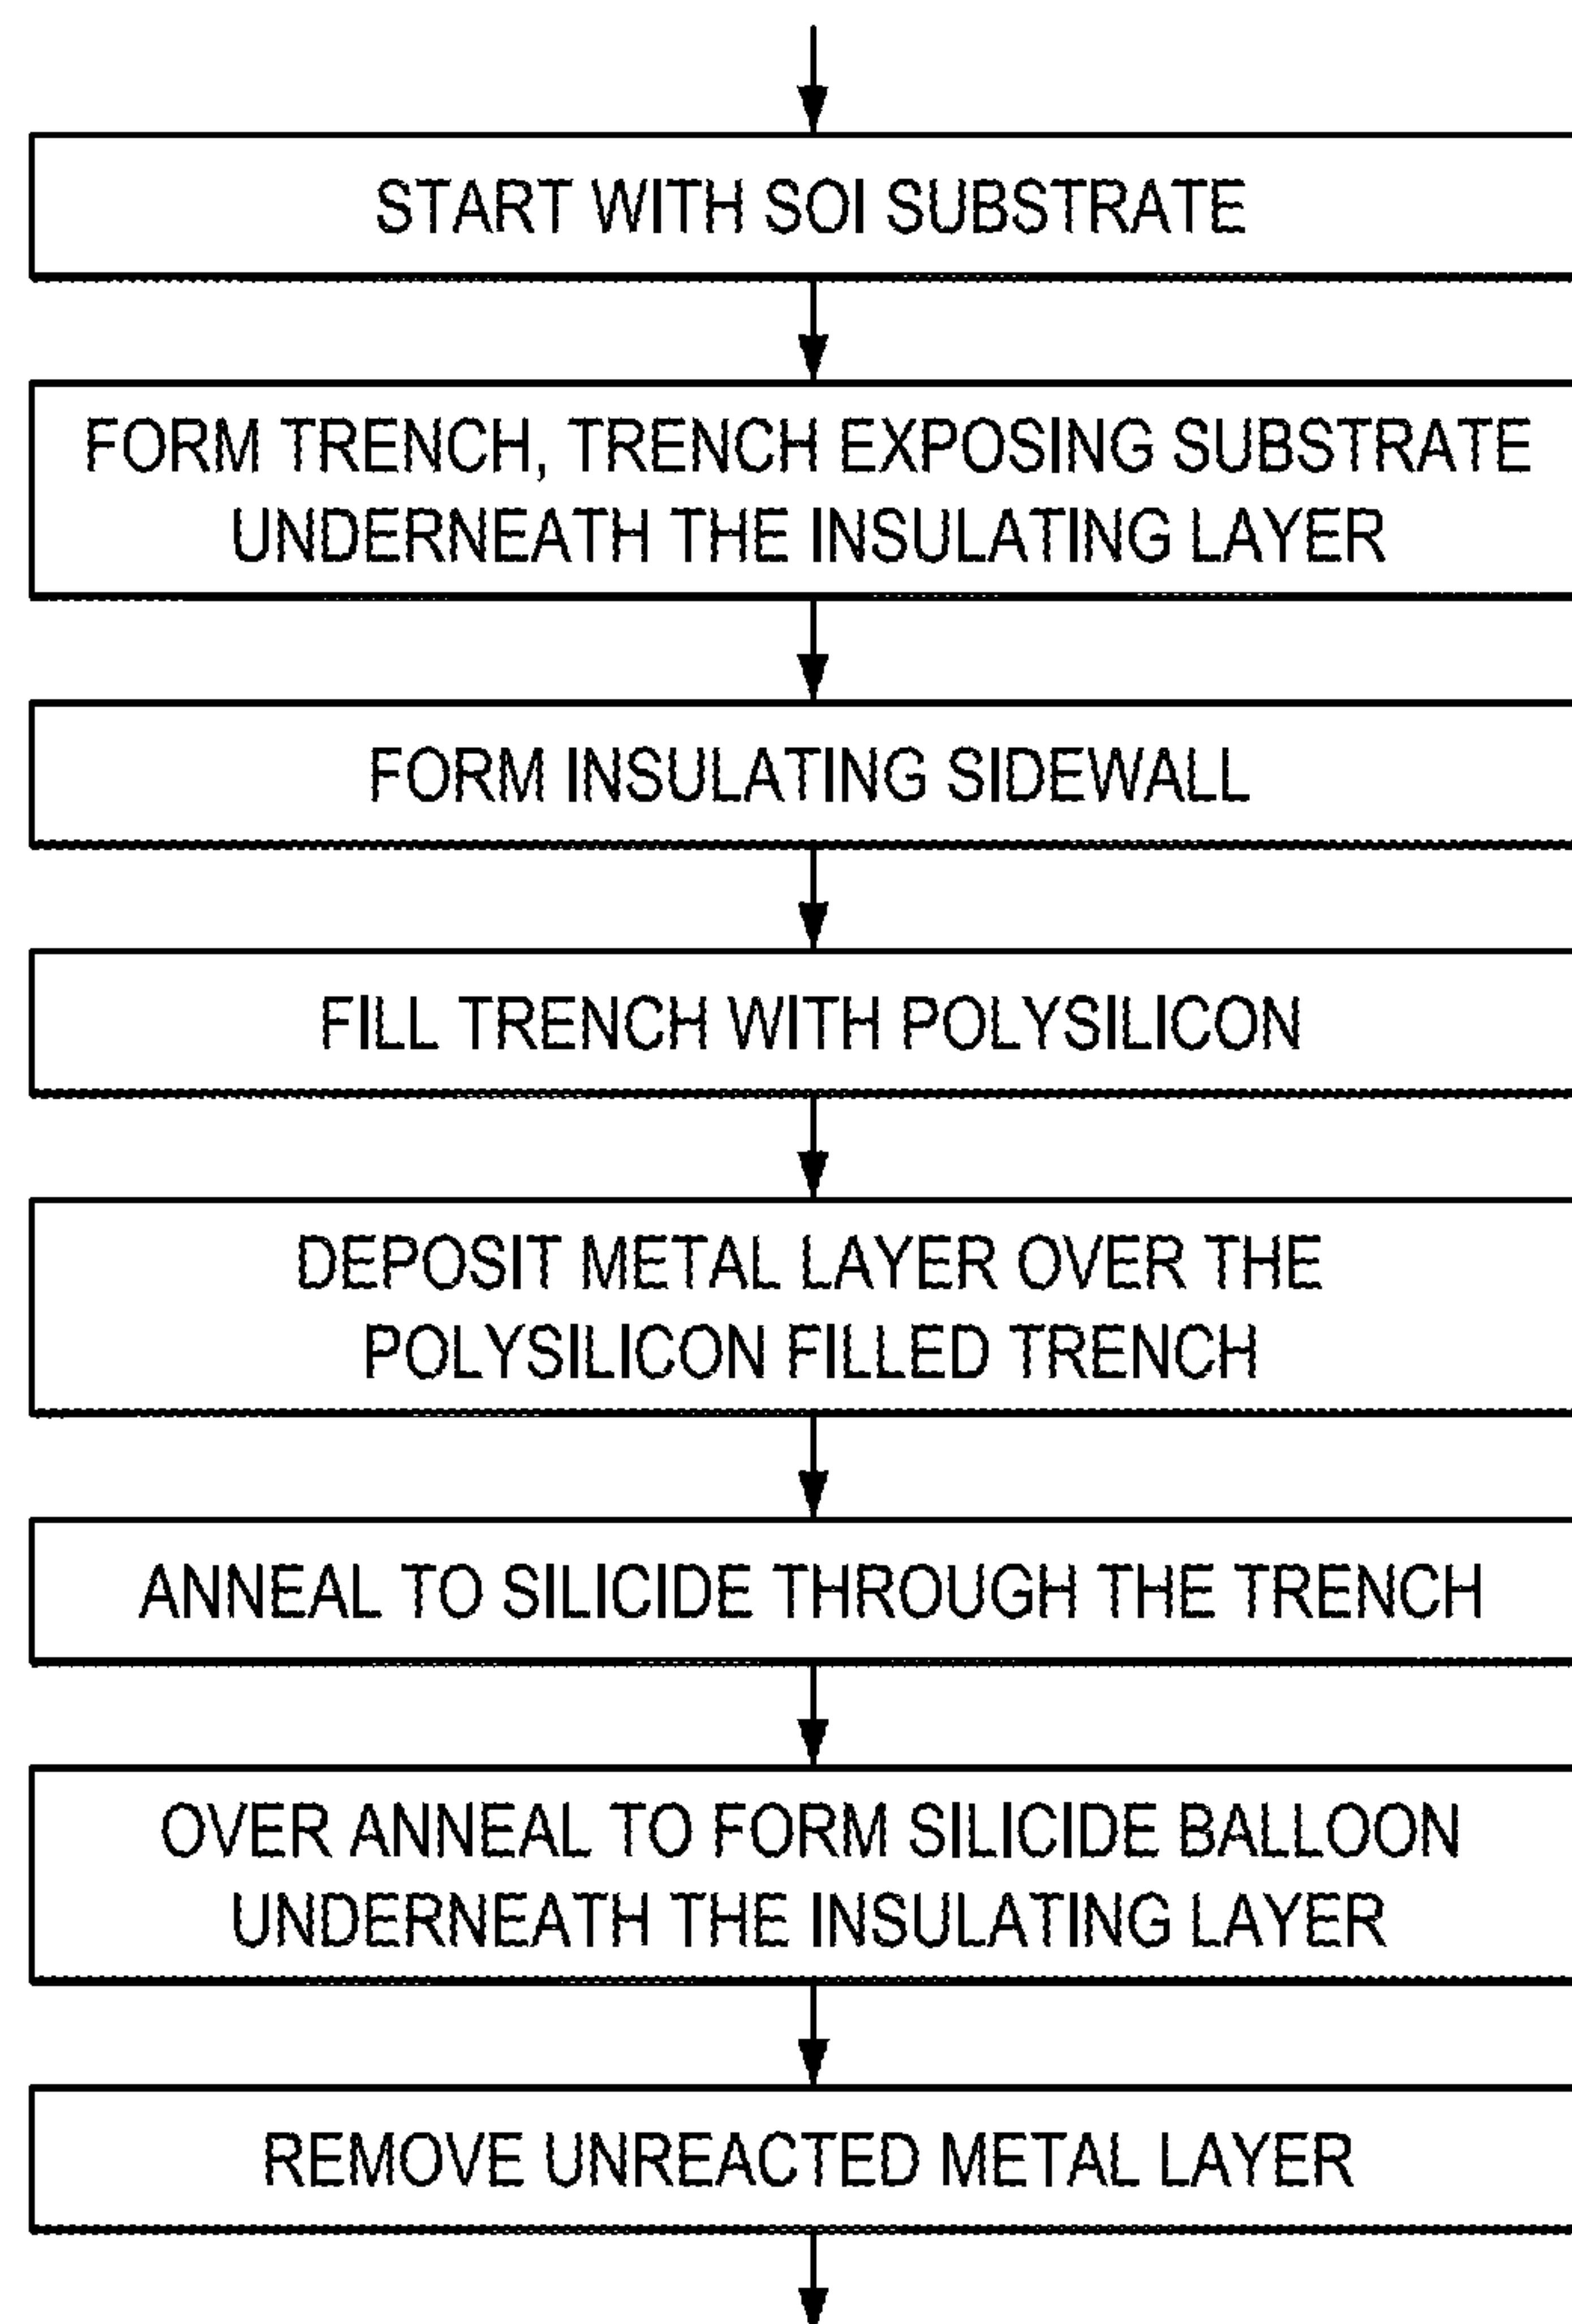 START WITH SOI SUBSTRATE
FORM TRENCH, TRENCH EXPOSING SUBSTRATE
UNDERNEATH THE INSULATING LAYER
FORM INSULATING SIDEWALL
FILL TRENCH WITH POLYSILICON
DEPOSIT METAL LAYER OVER THE
POLYSILICON FILLED TRENCH
ANNEAL TO SILICIDE THROUGH THE TRENCH
OVER ANNEAL TO FORM SILICIDE BALLOON
UNDERNEATH THE INSULATING LAYER
REMOVE UNREACTED METAL LAYER